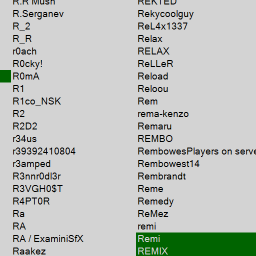 R.R Mush
R.Serganev
R_2
R_R
r0ach
R0cky!
R0mA
R1
R1co_NSK
R2
R2D2
r34us
r39392410804
r3amped
R3nnr0dl3r
R3VGH0$T
R4PT0R
Ra
RA
RA / ExaminiSfX
Raakez
REKTED
Rekycoolguy
ReL4x1337
Relax
RELAX
ReLLeR
Reload
Reloou
Rem
rema-kenzo
Remaru
REMBO
RembowesPlayers on serve
Rembowest14
Rembrandt
Reme
Remedy
ReMez
remi
Remi
REMIX